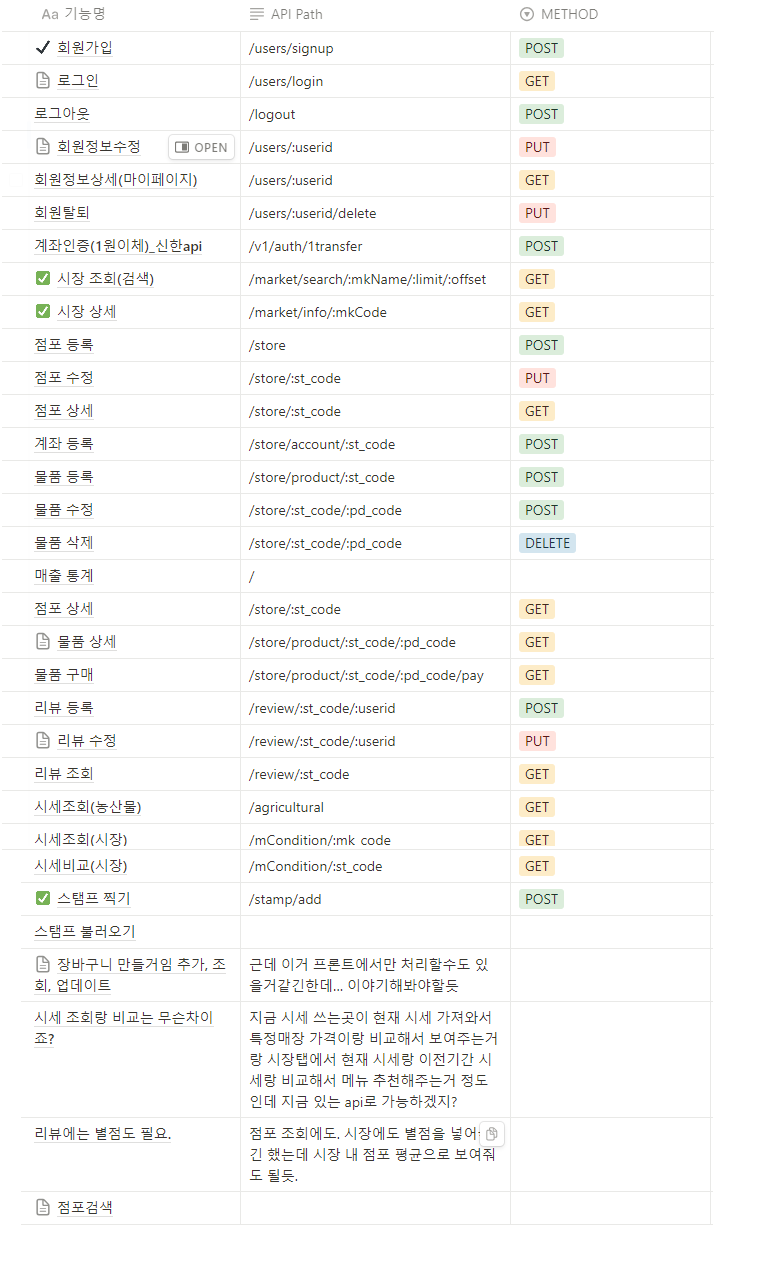 Aa 기능명 API Path METHOD
회원가입 /users/signup POST
로그인 /users/login GET
로그아웃 /logout POST
회원정보수정 OPEN /users/:userid PUT
회원정보상세(마이페이지) /users/:userid GET
회원탈퇴 /users/:userid/delete PUT
계좌인증(1원이체)_신한api /v1/auth/1transfer POST
시장 조회(검색) /market/search/:mkName/:limit/:offset GET
시장 상세 /market/info/:mkCode GET
점포 등록 /store POST
점포 수정 /store/:st_code PUT
점포 상세 /store/:st_code GET
계좌 등록 /store/account/:st_code POST
물품 등록 /store/product/:st_code POST
물품 수정 /store/:st_code/:pd_code POST
물품 삭제 /store/:st_code/:pd_code DELETE
매출 통계 /
점포 상세 /store/:st_code GET
물품 상세 /store/product/:st_code/:pd_code GET
물품 구매 /store/product/:st_code/:pd_code/pay GET
리뷰 등록 /review/:st_code/:userid POST
리뷰 수정 /review/:st_code/:userid PUT
리뷰 조회 /review/:st_code GET
시세조회(농산물) /agricultural GET
시세조회(시장) /mCondition/:mk_code GET
시세비교(시장) /mCondition/:st_code GET
스탬프 찍기 /stamp/add POST
스탬프 불러오기
장바구니 만들거임 추가, 조
회, 업데이트
근데 이거 프론트에서만 처리할수도 있
을거같긴한데... 이야기해봐야할듯
시세 조회랑 비교는 무슨차이
죠?
지금 시세 쓰는곳이 현재 시세 가져와서
특정매장 가격이랑 비교해서 보여주는거
랑 시장탭에서 현재 시세랑 이전기간 시
세랑 비교해서 메뉴 추천해주는거 정도
인데 지금 있는 api로 가능하겠지?
리뷰에는 별점도 필요.
점포 조회에도. 시장에도 별점을 넣어
긴 했는데 시장 내 점포 평균으로 보여줘
도 될듯.
점포검색